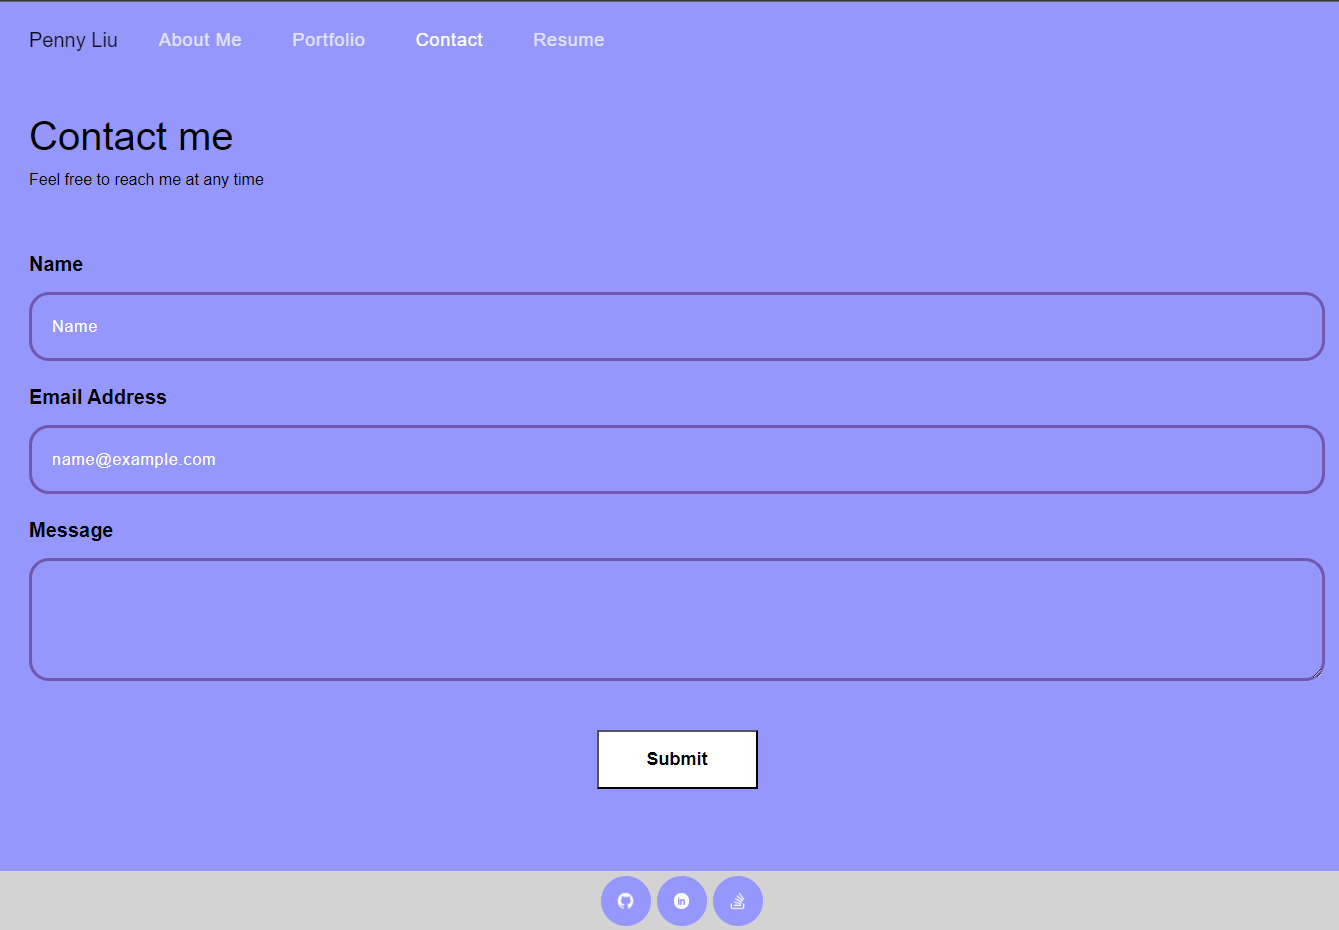 Penny Liu About Me Portfolio Contact Resume
Contact me
Feel free to reach me at any time
Name
Name
Email Address
name@example.com
Message
Submit
in